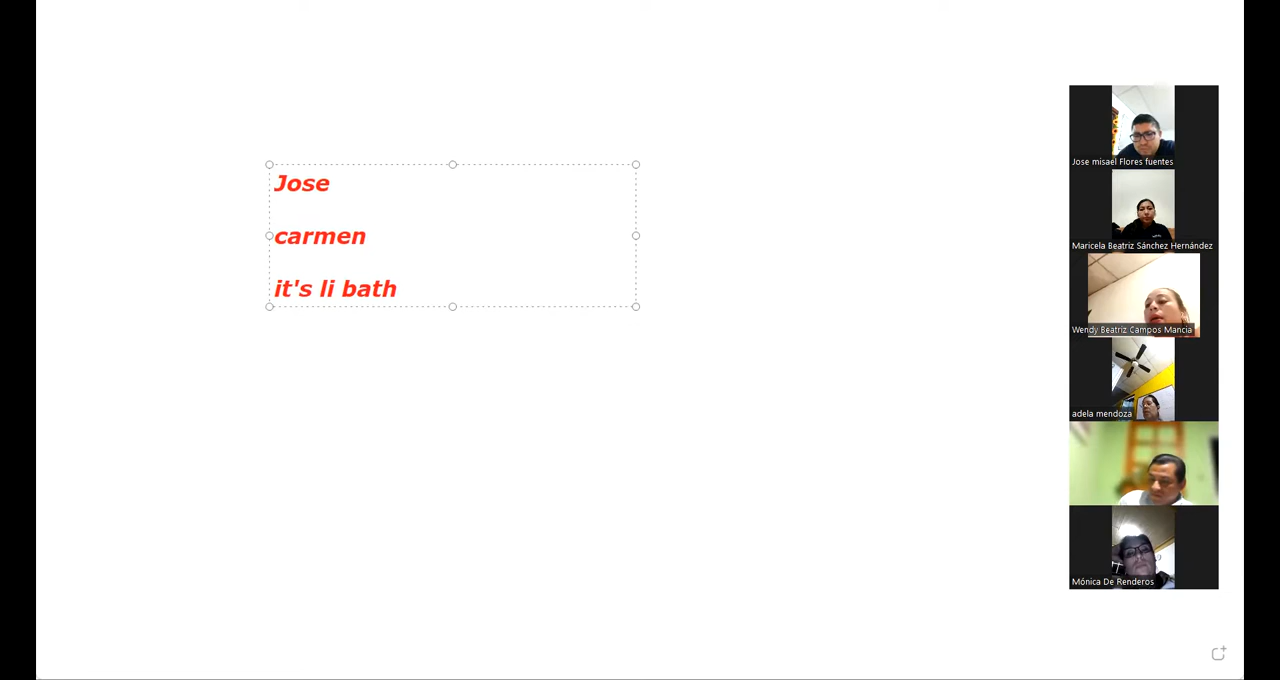 Jose
carmen
it's li bath
Jose misael Flores fuentes
Maricela Beatriz Sánchez Hernández
Wendy Beatriz Campos Mancia
adela mendoza
Mónica De Renderos